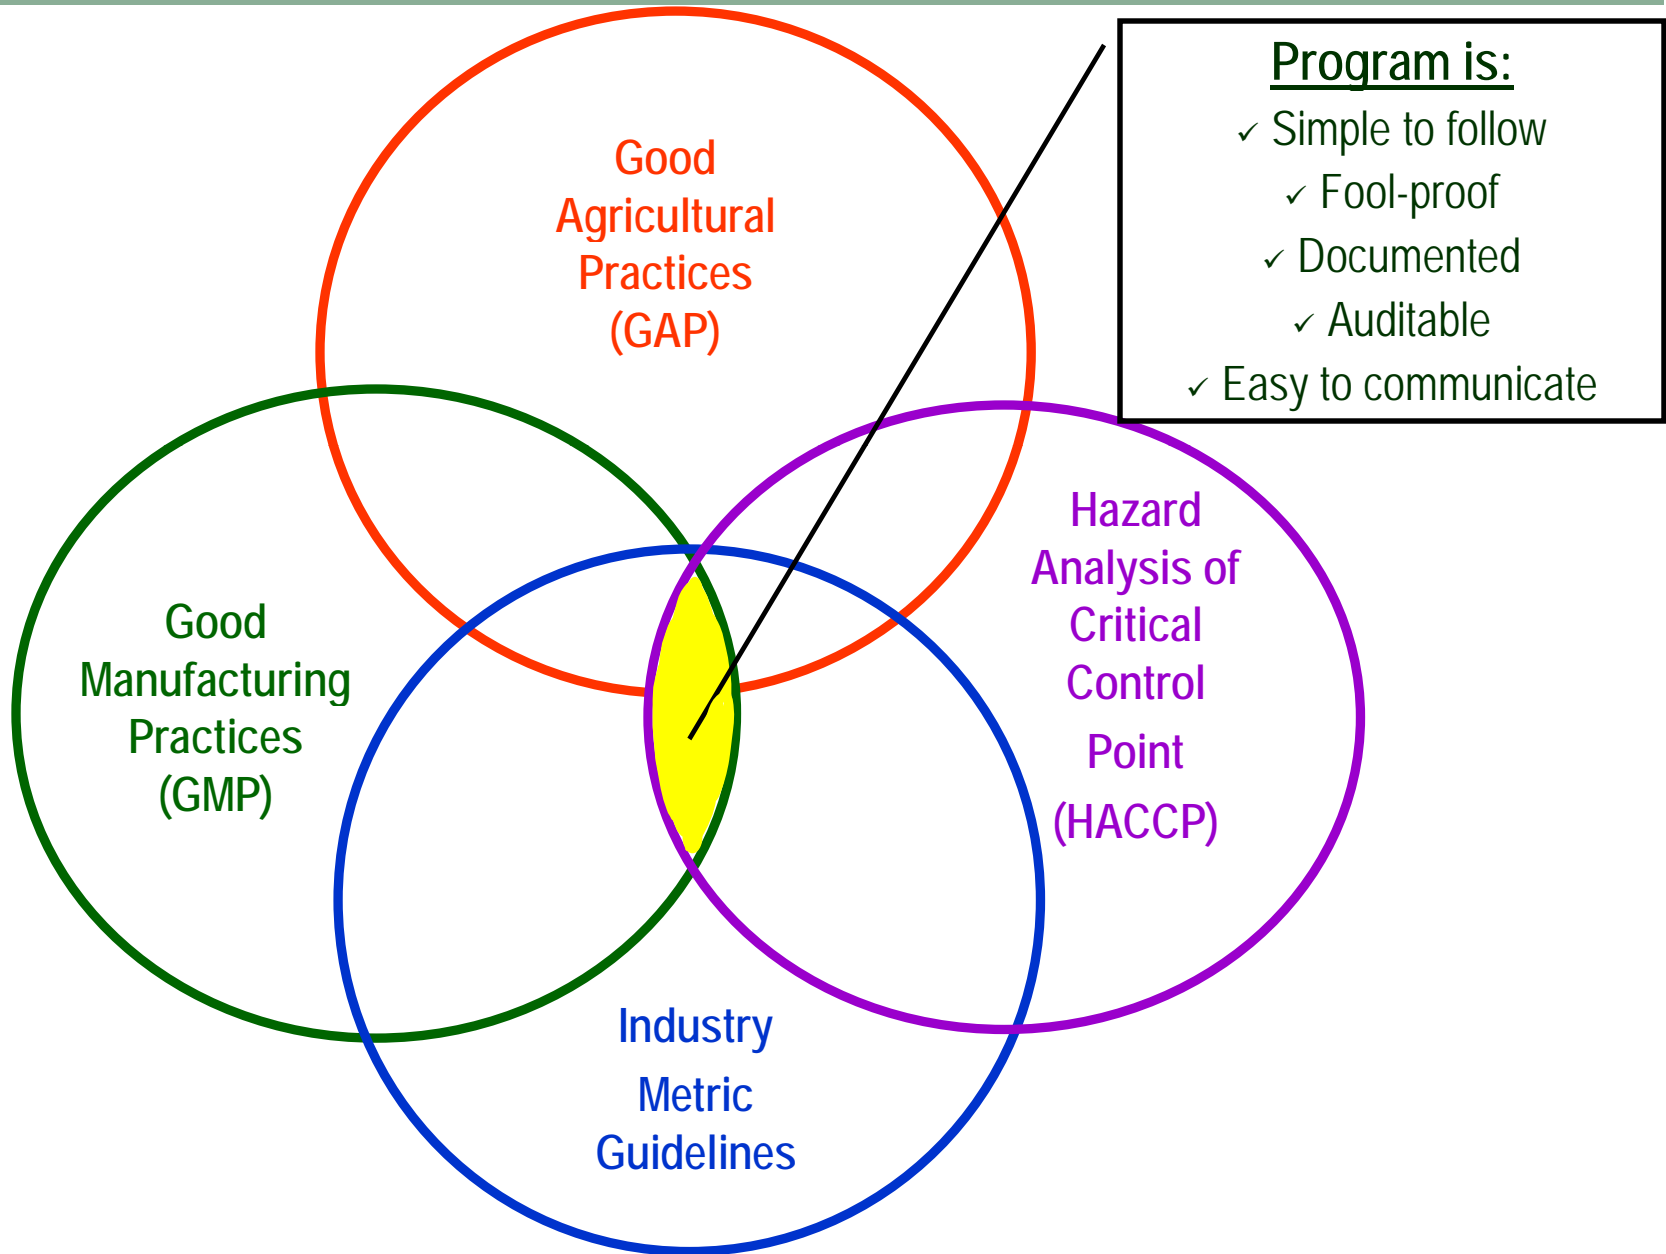 Good
Agricultural
Practices
(GAP)
Program is:
✓ Simple to follow
✓ Fool-proof
✓ Documented
✓ Auditable
✓ Easy to communicate
Good
Manufacturing
Practices
(GMP)
Hazard
Analysis of
Critical
Control
Point
(HACCP)
Industry
Metric
Guidelines